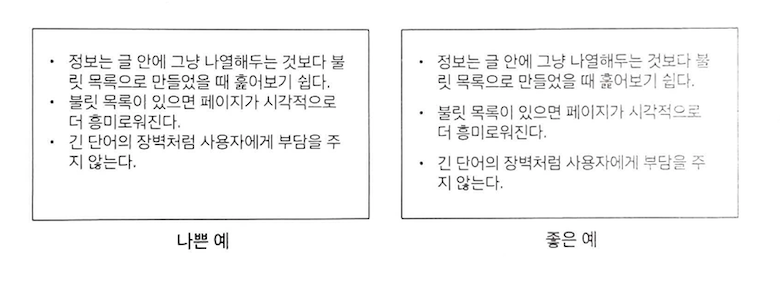 • 정보는 글 안에 그냥 나열해두는 것보다 불
릿 목록으로 만들었을 때 훑어보기 쉽다.
• 불릿 목록이 있으면 페이지가 시각적으로
더 흥미로워진다.
• 긴 단어의 장벽처럼 사용자에게 부담을 주
지 않는다.
나쁜 예
• 정보는 글 안에 그냥 나열해두는 것보다 불
릿 목록으로 만들었을 때 훑어보기 쉽다.
• 불릿 목록이 있으면 페이지가 시각적으로
더 흥미로워진다.
• 긴 단어의 장벽처럼 사용자에게 부담을 주
지 않는다.
좋은 예